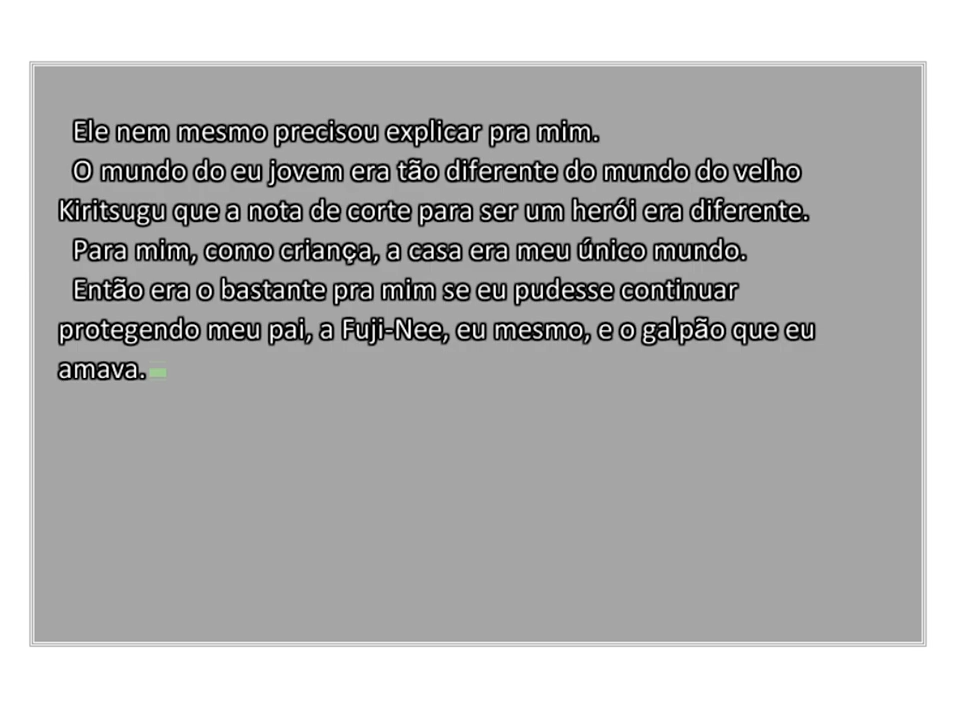 Ele nem mesmo precisou explicar pra mim.
O mundo do eu jovem era tão diferente do mundo do velho
Kiritsugu que a nota de corte para ser um herói era diferente.
Para mim, como criança, a casa era meu único mundo.
Então era o bastante pra mim se eu pudesse continuar
protegendo meu pai, a Fuji-Nee, eu mesmo, e o galpão que eu
amava.